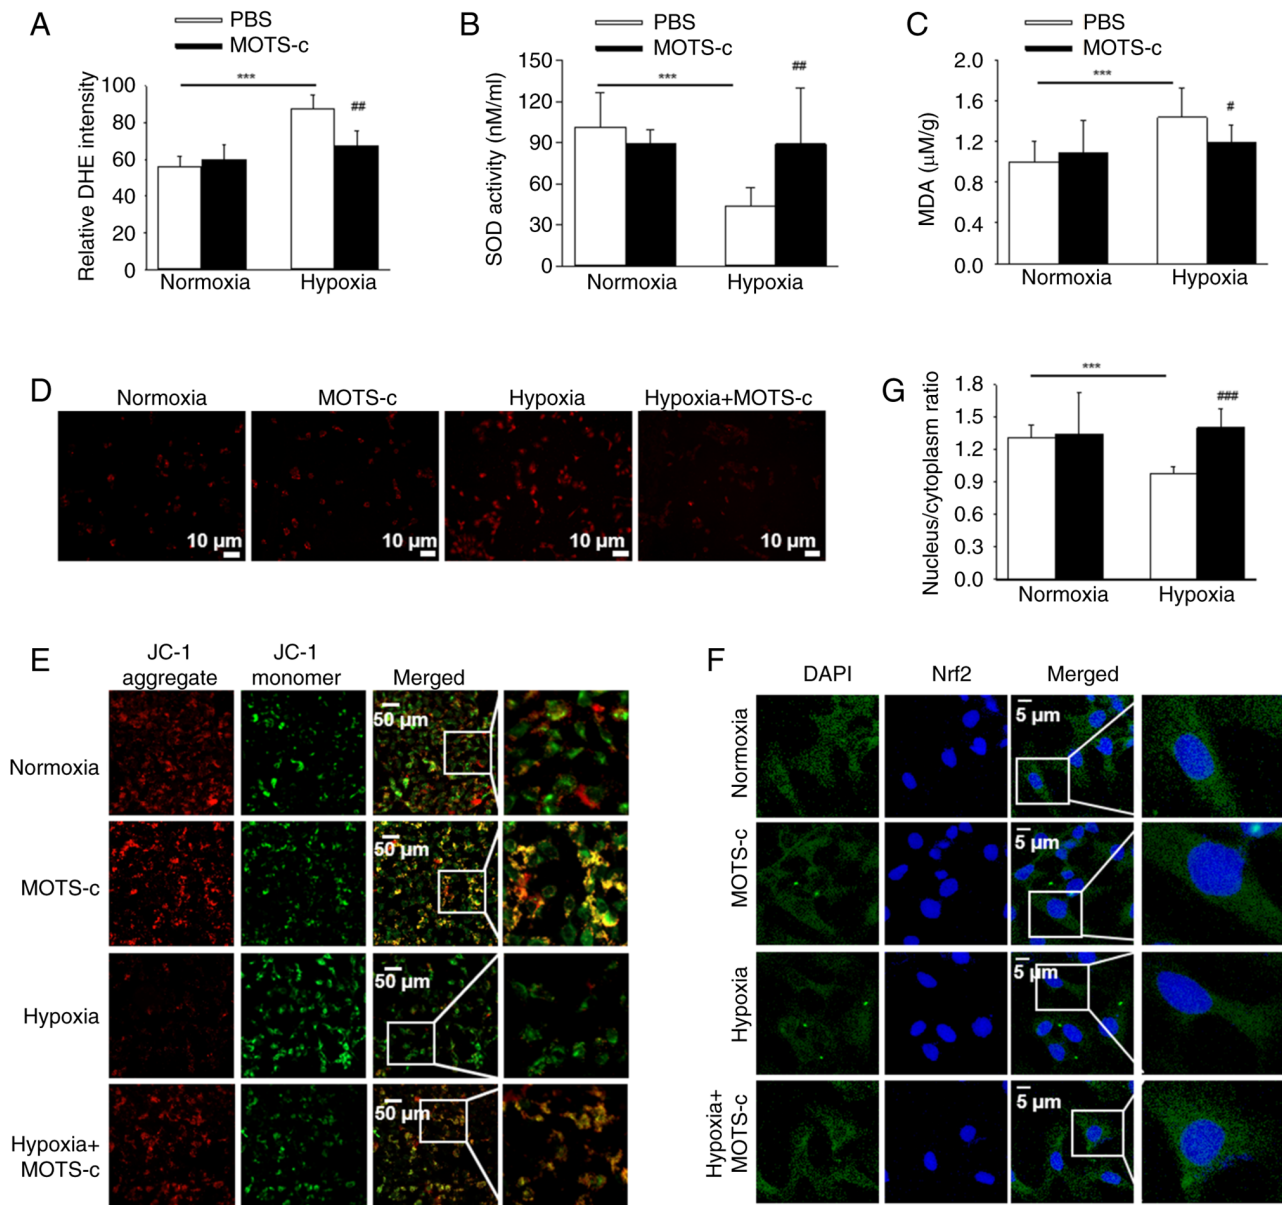 A
PBS
MOTS-c
***
##
Relative DHE intensity
100
80
60
40
20
0
Normoxia
Hypoxia
B
PBS
MOTS-c
***
##
SOD activity (nM/ml)
150
120
90
60
30
0
Normoxia
Hypoxia
C
PBS
MOTS-c
***
#
MDA (µM/g)
2.0
1.6
1.2
0.8
0.4
0.0
Normoxia
Hypoxia
D
Normoxia
MOTS-c
Hypoxia
Hypoxia+MOTS-c
10 µm
10 µm
10 µm
10 µm
G
***
###
Nucleus/cytoplasm ratio
1.8
1.5
1.2
0.9
0.6
0.3
0.0
Normoxia
Hypoxia
E
JC-1
aggregate
JC-1
monomer
Merged
Normoxia
50 µm
MOTS-c
50 µm
Hypoxia
50 µm
Hypoxia+
MOTS-c
50 µm
F
DAPI
Nrf2
Merged
Normoxia
5 µm
MOTS-c
5 µm
Hypoxia
5 µm
Hypoxia+
MOTS-c
5 µm